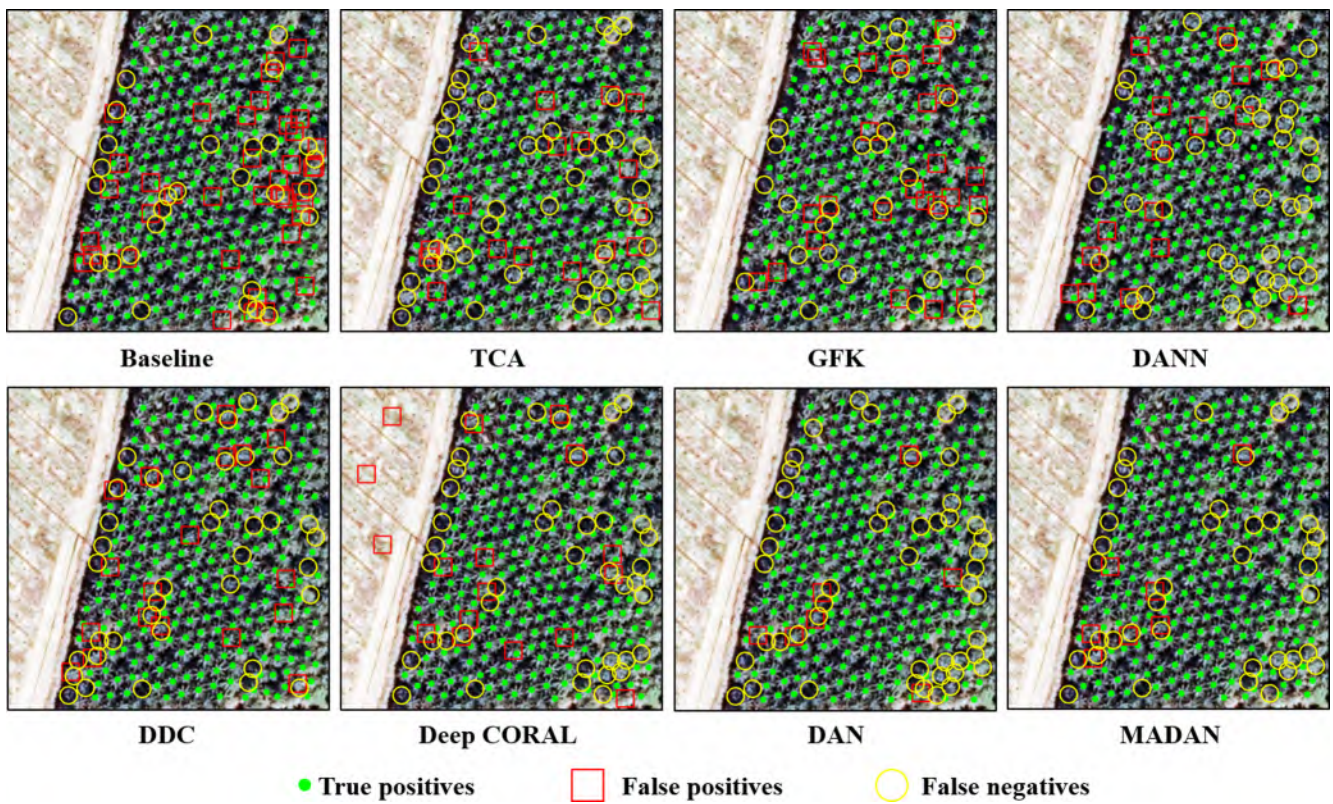 Baseline TCA GFK DANN
DDC Deep CORAL DAN MADAN
True positives False positives False negatives